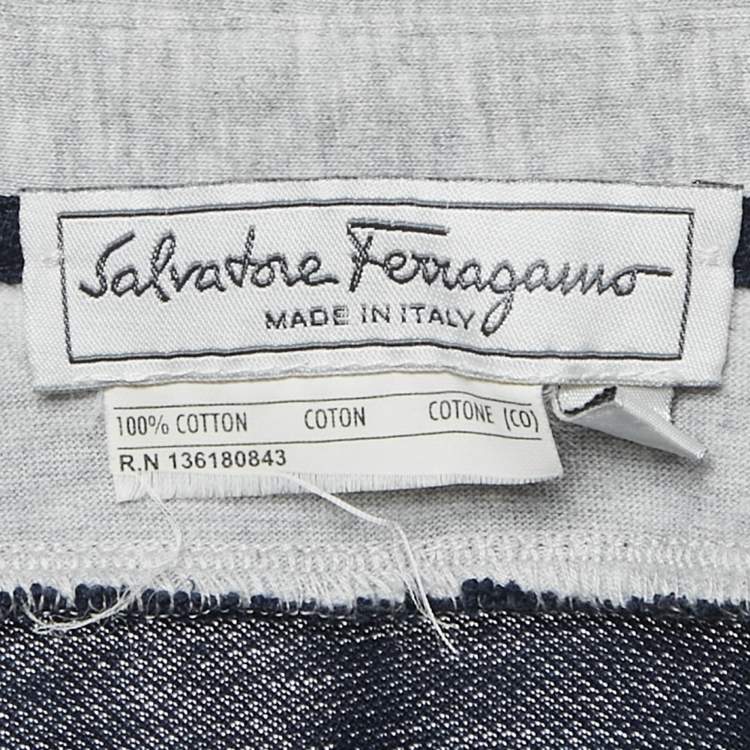 Salvatore Ferragamo
MADE IN ITALY
100% COTTON COTON COTONE (CO)
R.N 136180843